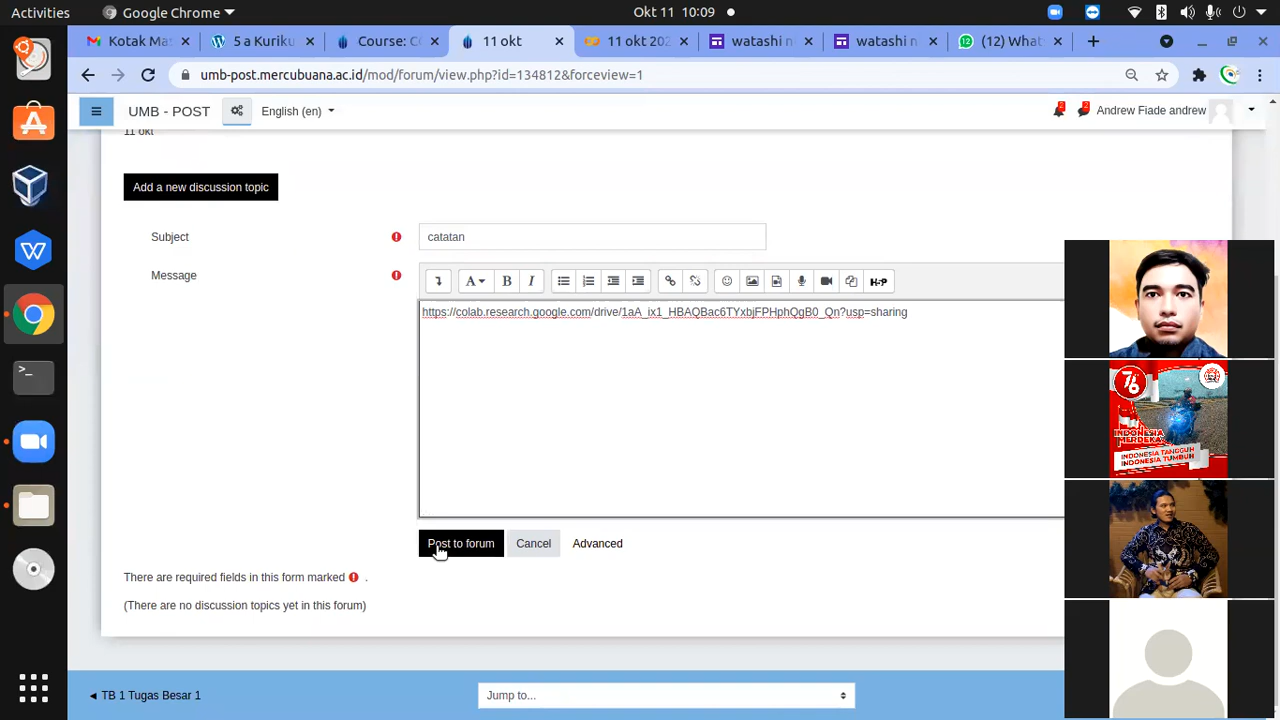 Activities
Google Chrome
Okt 11 10:09
Kotak Mas
5 a Kuriku
Course: CC
11 okt
11 okt 202
watashi n
watashi n
(12) What
umb-post.mercubuana.ac.id/mod/forum/view.php?id=134812&forceview=1
UMB - POST
English (en)
Andrew Fiade andrew
11 okt
Add a new discussion topic
Subject
catatan
Message
https://colab.research.google.com/drive/1aA_ix1_HBAQBac6TYxbjFPHphQgB0_Qn?usp=sharing
Post to forum
Cancel
Advanced
There are required fields in this form marked .
(There are no discussion topics yet in this forum)
◄ TB 1 Tugas Besar 1
Jump to...
76
INDONESIA
MERDEKA
INDONESIA TANGGUH
INDONESIA TUMBUH